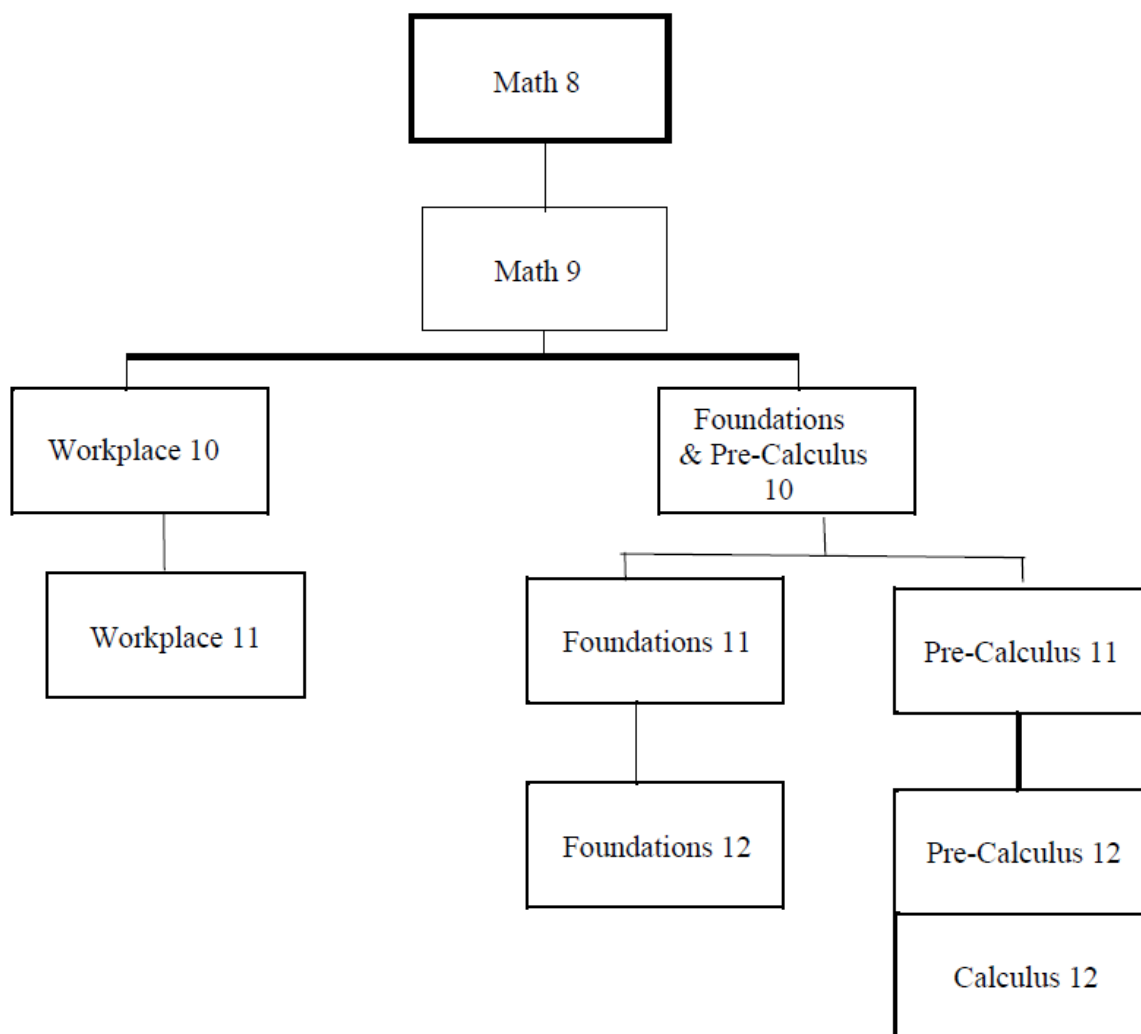 Math 8
Math 9
Workplace 10
Foundations
& Pre-Calculus
10
Workplace 11
Foundations 11
Pre-Calculus 11
Foundations 12
Pre-Calculus 12
Calculus 12